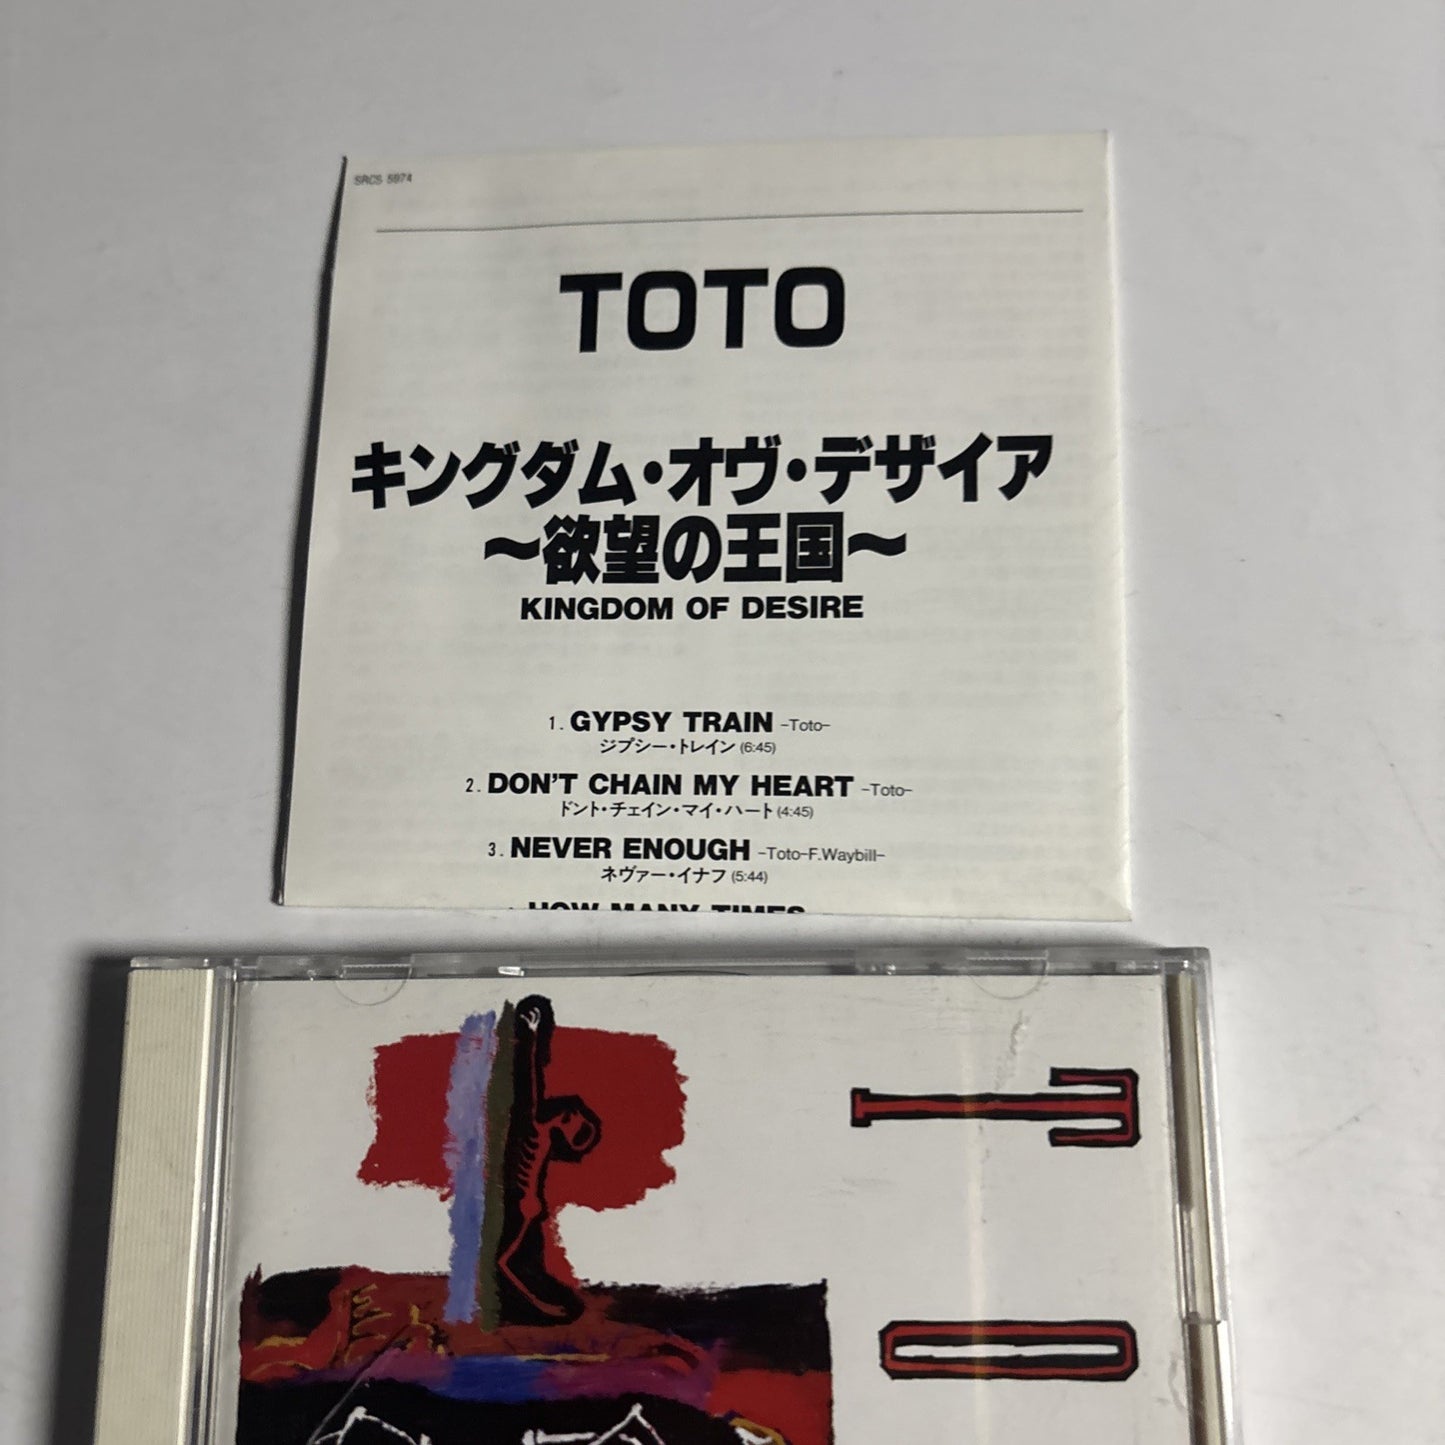 SRCS 5974
TOTO
キングダム・オヴ・デザイア
〜欲望の王国〜
KINGDOM OF DESIRE
1. GYPSY TRAIN -Toto-
ジプシー・トレイン (6:45)
2. DON'T CHAIN MY HEART -Toto-
ドント・チェイン・マイ・ハート (4:45)
3. NEVER ENOUGH -Toto-F.Waybill-
ネヴァー・イナフ (5:44)
HOW MANY TIMES
T
O